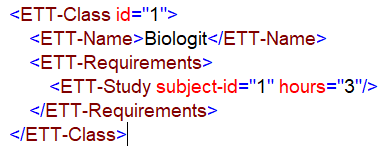 <ETT-Class id="1">
<ETT-Name>Biologit</ETT-Name>
<ETT-Requirements>
<ETT-Study subject-id="1" hours="3"/>
</ETT-Requirements>
</ETT-Class>